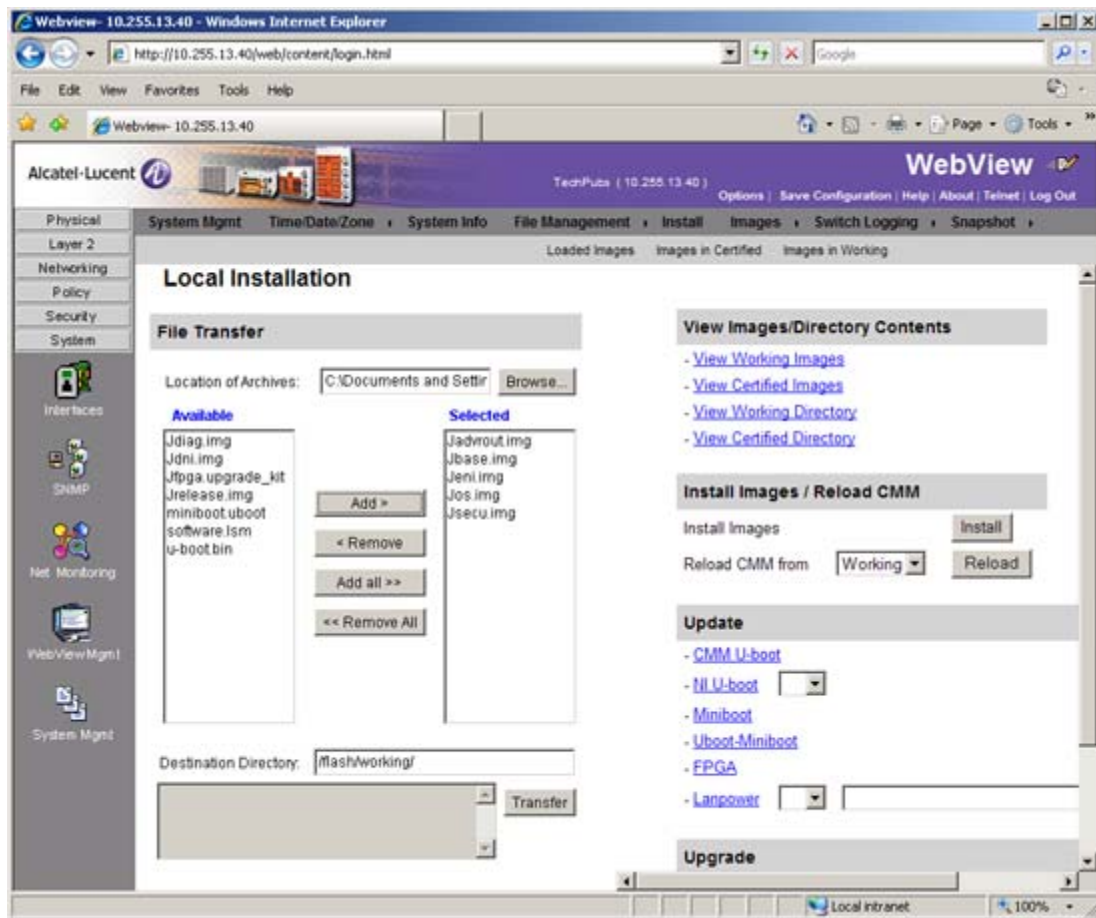 Webview- 10.255.13.40 - Windows Internet Explorer
http://10.255.13.40/web/content/login.html
Google
File Edit View Favorites Tools Help
Webview- 10.255.13.40
Page Tools
Alcatel-Lucent
TechPubs ( 10.255.13.40 )
WebView
Options | Save Configuration | Help | About | Telnet | Log Out
Physical
Layer 2
Networking
Policy
Security
System
Interfaces
SNMP
Net Monitoring
WebView Mgmt
System Mgmt
System Mgmt Time/Date/Zone System Info File Management Install Images Switch Logging Snapshot
Loaded Images Images in Certified Images in Working
Local Installation
File Transfer
Location of Archives: C:\Documents and Settir Browse...
Available
Jdiag.img
Jdni.img
Jfpga.upgrade_kit
Jrelease.img
miniboot.uboot
software.lsm
u-boot.bin
Add >
< Remove
Add all >>
<< Remove All
Selected
Jadvrout.img
Jbase.img
Jeni.img
Jos.img
Jsecu.img
Destination Directory: /flash/working/
Transfer
View Images/Directory Contents
- View Working Images
- View Certified Images
- View Working Directory
- View Certified Directory
Install Images / Reload CMM
Install Images Install
Reload CMM from Working Reload
Update
- CMM U-boot
- NI U-boot
- Miniboot
- Uboot-Miniboot
- FPGA
- Lanpower
Upgrade
Local intranet 100%